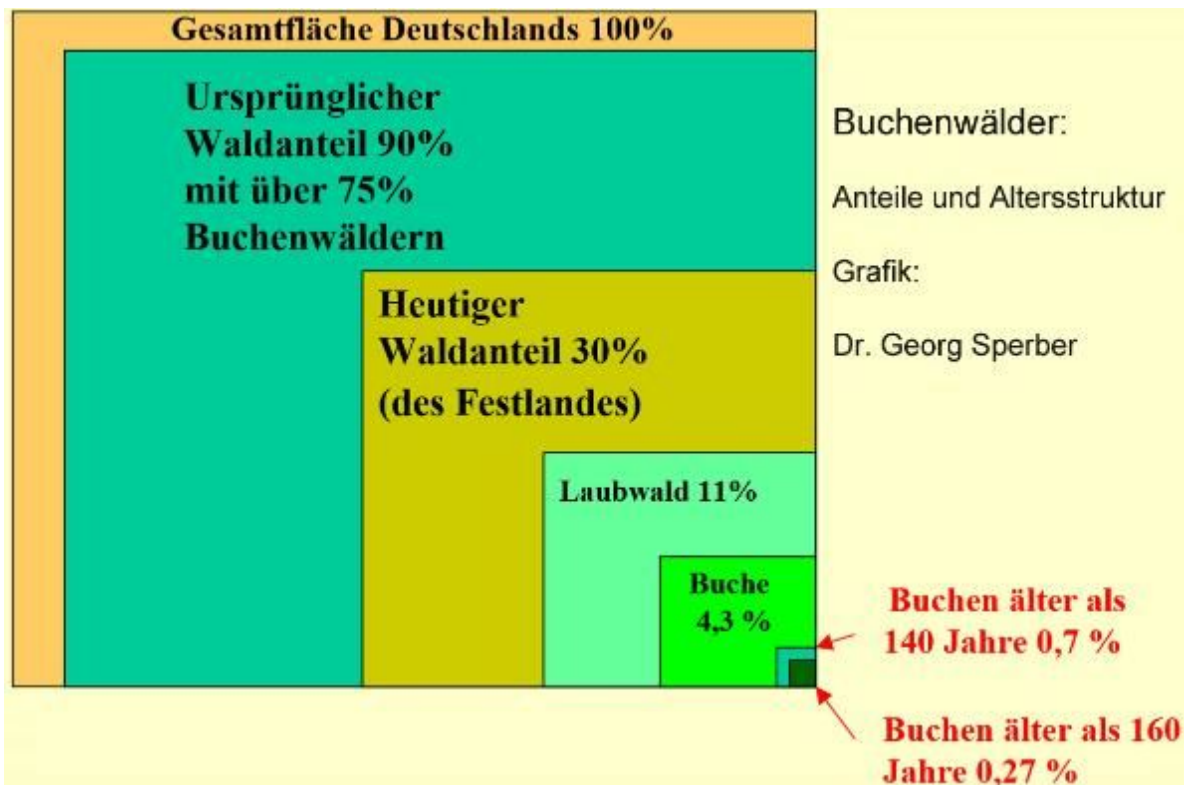 Gesamtfläche Deutschlands 100%
Ursprünglicher
Waldanteil 90%
mit über 75%
Buchenwäldern
Heutiger
Waldanteil 30%
(des Festlandes)
Laubwald 11%
Buche
4,3 %
Buchenwälder:
Anteile und Altersstruktur
Grafik:
Dr. Georg Sperber
Buchen älter als
140 Jahre 0,7 %
Buchen älter als 160
Jahre 0,27 %